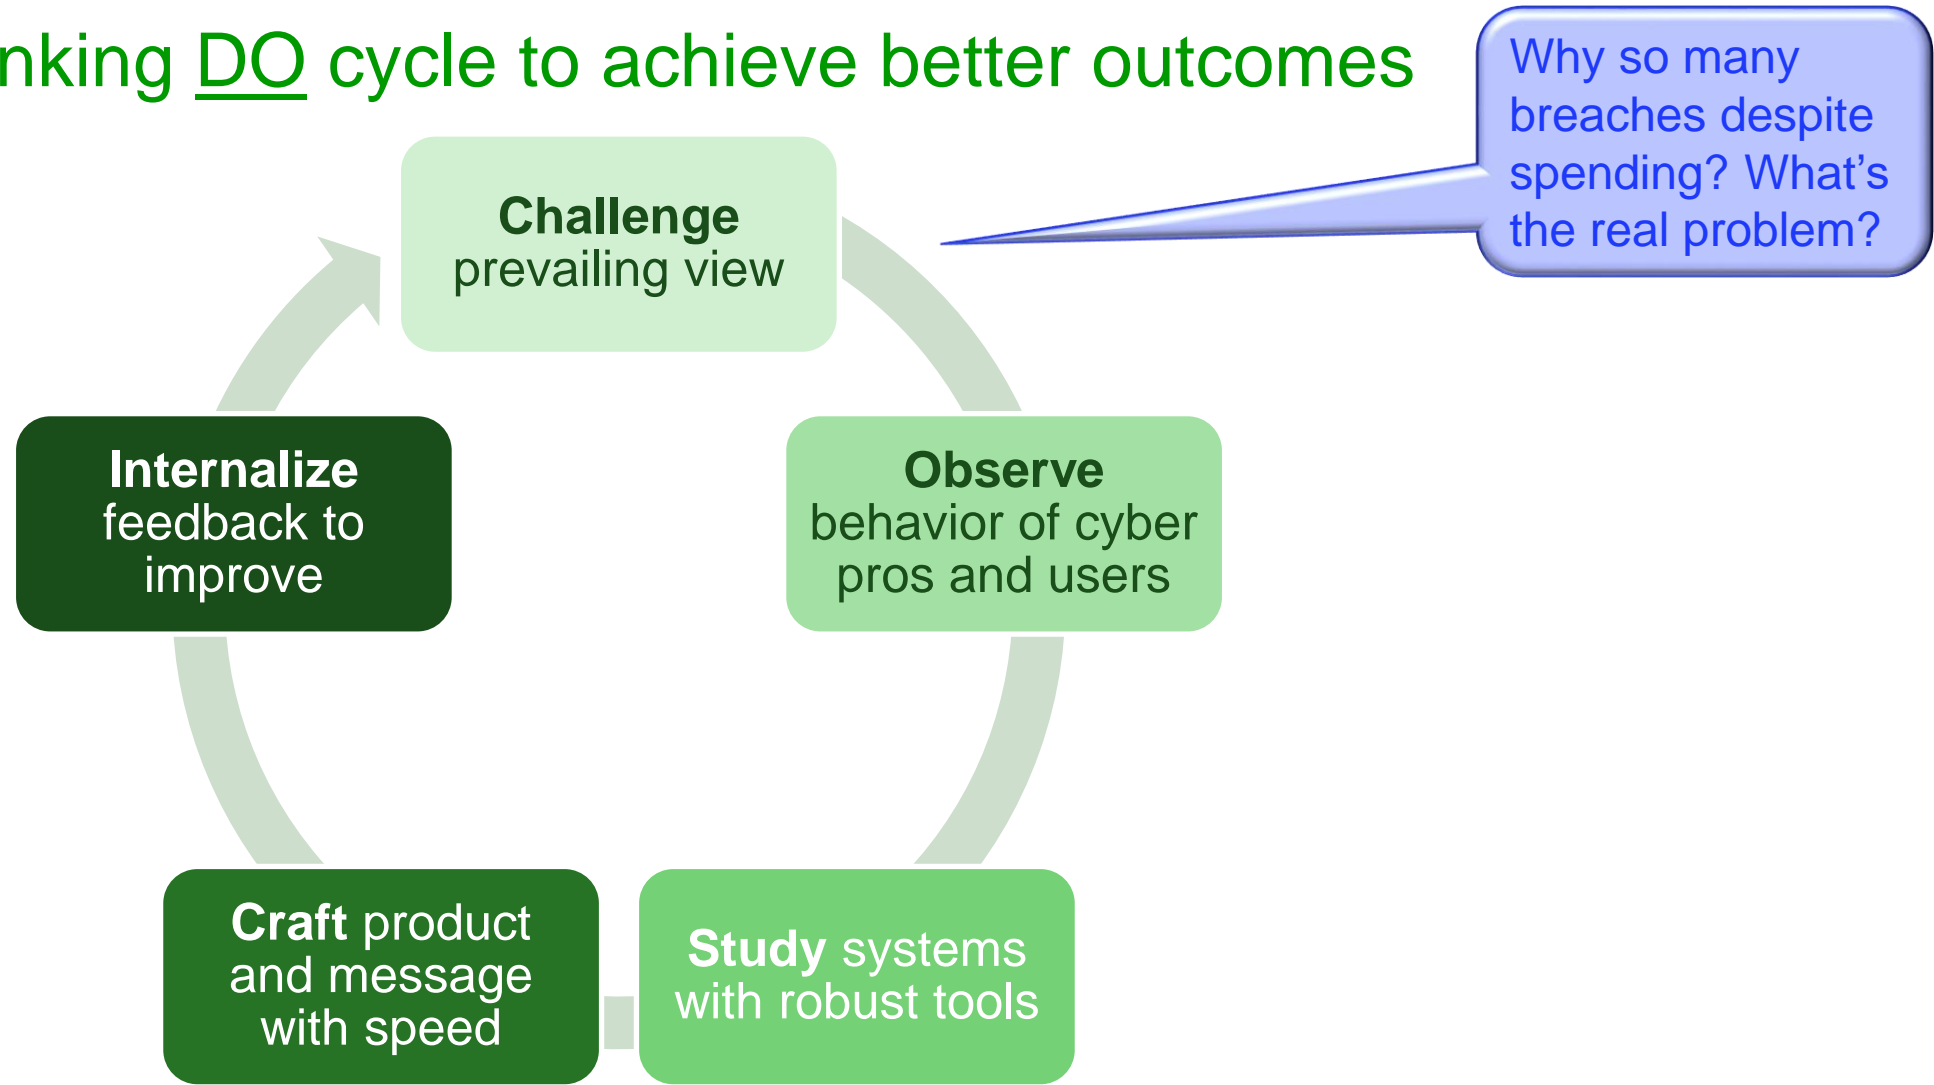 nking DO cycle to achieve better outcomes
Why so many
breaches despite
spending? What's
the real problem?
Challenge
prevailing view
Observe
behavior of cyber
pros and users
Study systems
with robust tools
Craft product
and message
with speed
Internalize
feedback to
improve